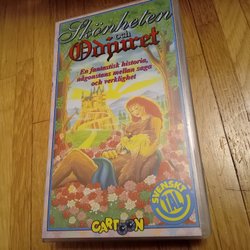 Skönheten
och
Odjuret
En fantastisk historia,
någonstans mellan saga
och verklighet
SVENSKT
TAL
CARTOON